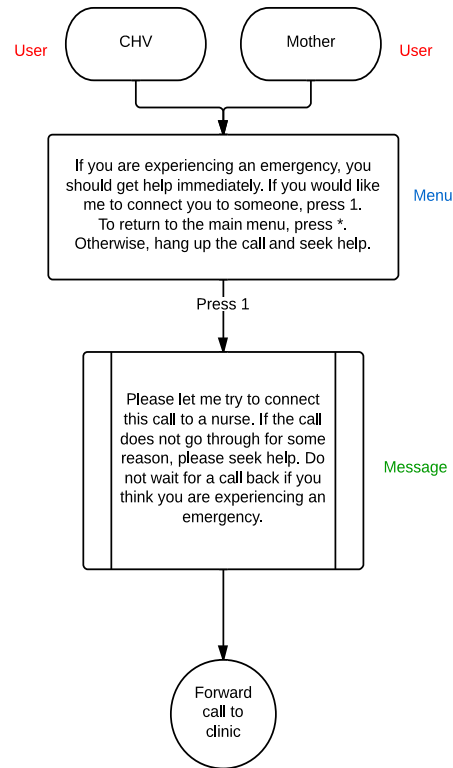 User
CHV
Mother
User
If you are experiencing an emergency, you
should get help immediately. If you would like
me to connect you to someone, press 1.
To return to the main menu, press *.
Otherwise, hang up the call and seek help.
Menu
Press 1
Please let me try to connect
this call to a nurse. If the call
does not go through for some
reason, please seek help. Do
not wait for a call back if you
think you are experiencing an
emergency.
Message
Forward
call to
clinic